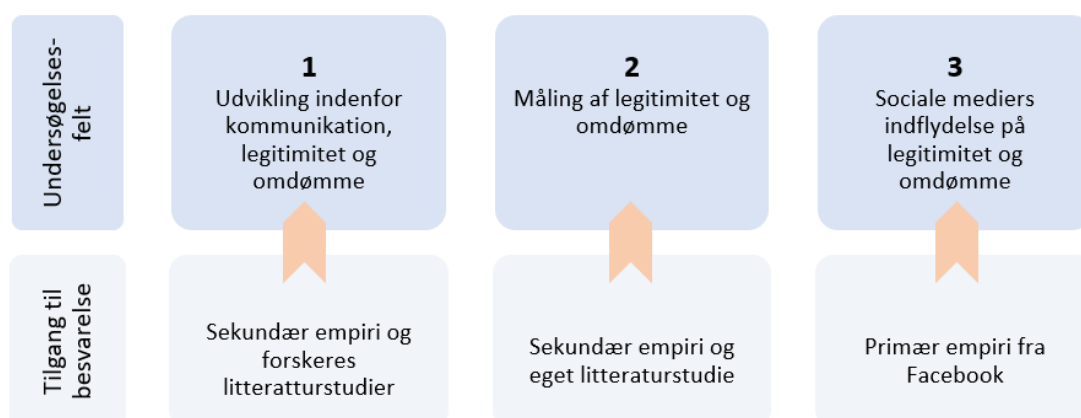 Undersøgelses-
felt
1
Udvikling indenfor
kommunikation,
legitimitet og
omdømme
2
Måling af legitimitet og
omdømme
3
Sociale mediers
indflydelse på
legitimitet og
omdømme
Tilgang til
besvarelse
Sekundær empiri og
forskeres
litteratturstudier
Sekundær empiri og
eget litteraturstudie
Primær empiri fra
Facebook